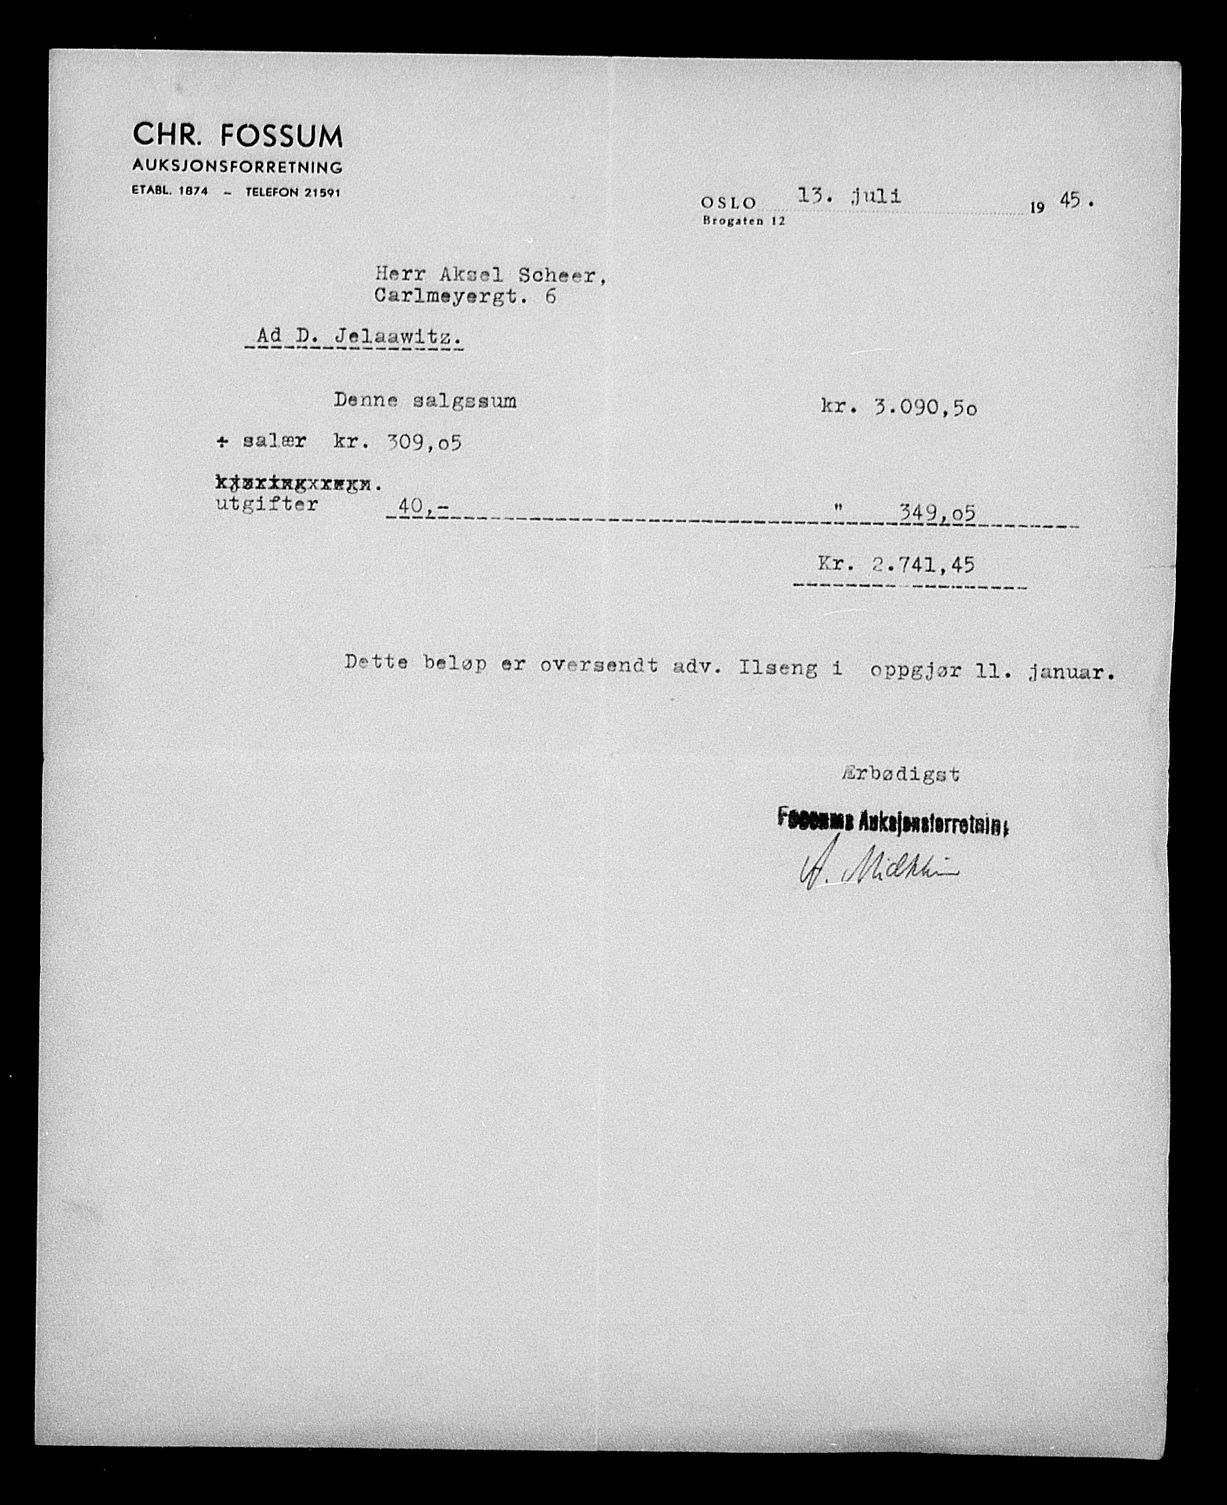 CHR. FOSSUM
AUKSJONSFORRETNING
ETABL. 1874 – TELEFON 21591
OSLO 13. juli 19 45.
Brogaten 12
Herr Aksel Scheer,
Carlmeyergt. 6
Ad D. Jelaawitz.
Denne salgssum kr. 3.090,5o
÷ salær kr. 309,o5
utgifter 40,- " 349,o5
Kr. 2.741,45
Dette beløp er oversendt adv. Ilseng i oppgjør 11. januar.
Ærbødigst
Fossums Auksjonsforretning
A.